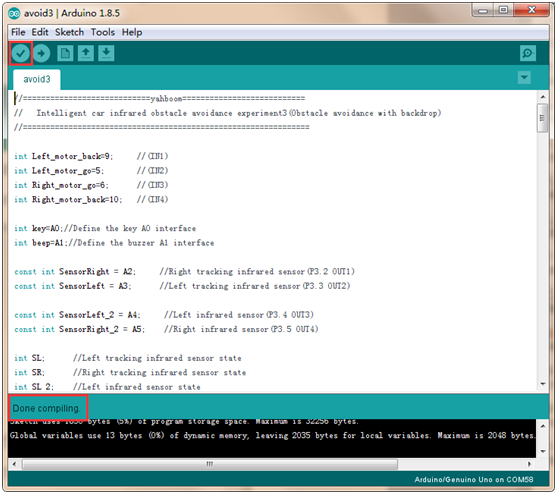 avoid3 | Arduino 1.8.5
File Edit Sketch Tools Help
avoid3
//============================yahboom===========================
// Intelligent car infrared obstacle avoidance experiment3(Obstacle avoidance with backdrop)
//===============================================================
int Left_motor_back=9; //(IN1)
int Left_motor_go=5; //(IN2)
int Right_motor_go=6; //(IN3)
int Right_motor_back=10; //(IN4)
int key=A0;//Define the key A0 interface
int beep=A1;//Define the buzzer A1 interface
const int SensorRight = A2; //Right tracking infrared sensor(P3.2 OUT1)
const int SensorLeft = A3; //Left tracking infrared sensor(P3.3 OUT2)
const int SensorLeft_2 = A4; //Left infrared sensor(P3.4 OUT3)
const int SensorRight_2 = A5; //Right infrared sensor(P3.5 OUT4)
int SL; //Left tracking infrared sensor state
int SR; //Right tracking infrared sensor state
int SL_2; //Left infrared sensor state
Done compiling.
Sketch uses bytes (5%) of program storage space. Maximum is 32256 bytes.
Global variables use 13 bytes (0%) of dynamic memory, leaving 2035 bytes for local variables. Maximum is 2048 bytes.
Arduino/Genuino Uno on COM58